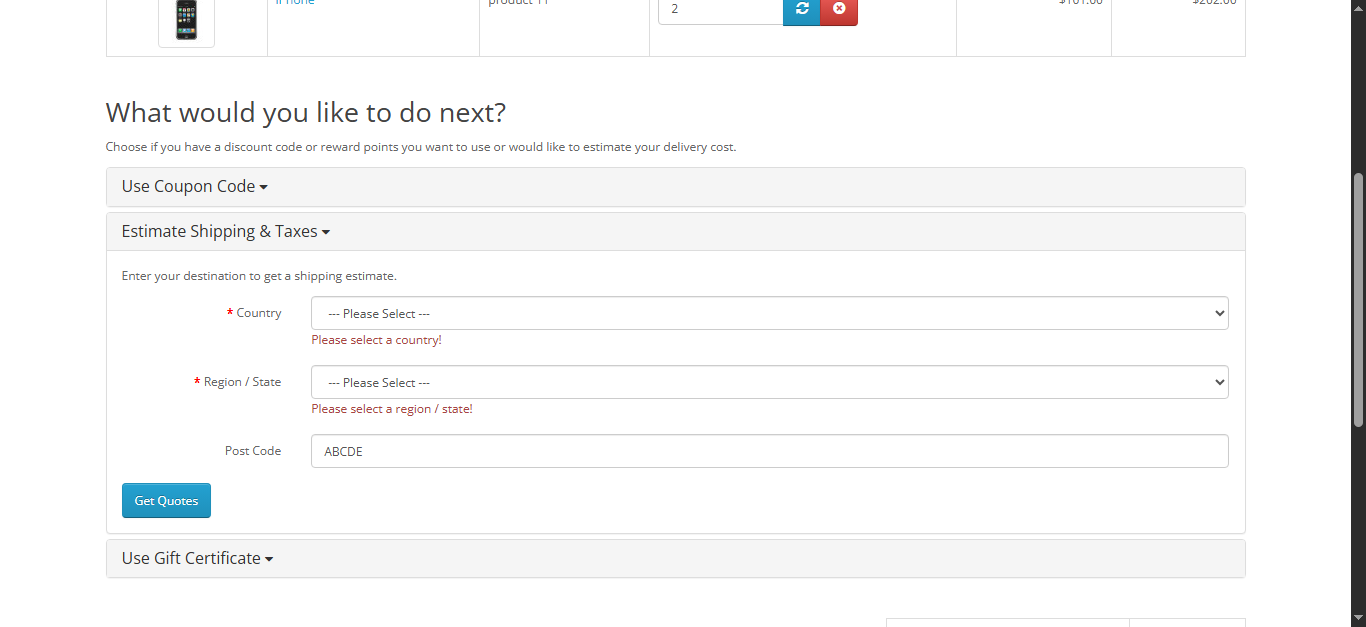 iPhone
product 11
2
$101.00
$202.00
What would you like to do next?
Choose if you have a discount code or reward points you want to use or would like to estimate your delivery cost.
Use Coupon Code
Estimate Shipping & Taxes
Enter your destination to get a shipping estimate.
* Country
--- Please Select ---
Please select a country!
* Region / State
--- Please Select ---
Please select a region / state!
Post Code
ABCDE
Get Quotes
Use Gift Certificate